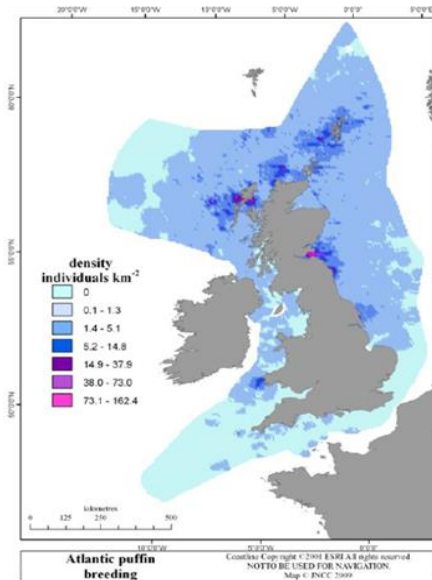 20°0'0"W 15°0'0"W 10°0'0"W 5°0'0"W 0°0'0" 5°0'0"E
60°0'0"N
55°0'0"N
50°0'0"N
density
individuals km-2
0
0.1 - 1.3
1.4 - 5.1
5.2 - 14.8
14.9 - 37.9
38.0 - 73.0
73.1 - 162.4
kilometres
0 125 250 500
10°0'0"W 5°0'0"W 0°0'0"
Atlantic puffin
breeding
Coastline Copyright ©2001 ESRI All rights reserved.
NOT TO BE USED FOR NAVIGATION.
Map © JNCC 2009